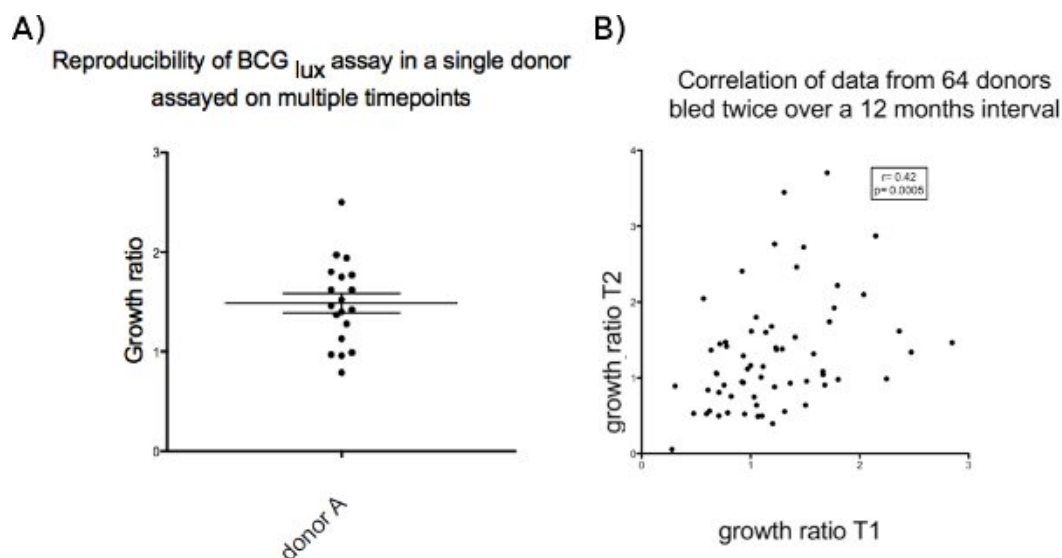 A)
Reproducibility of BCG lux assay in a single donor
assayed on multiple timepoints
3
2
1
0
Growth ratio
donor A
B)
Correlation of data from 64 donors
bled twice over a 12 months interval
4
3
2
1
0
growth ratio T2
r= 0.42
p= 0.0005
0 1 2 3
growth ratio T1